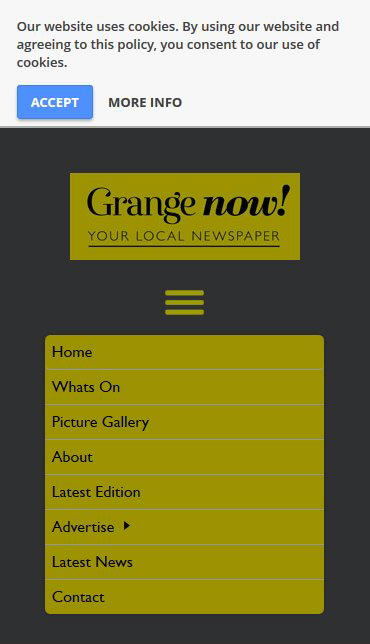 Our website uses cookies. By using our website and
agreeing to this policy, you consent to our use of
cookies.
ACCEPT MORE INFO
Grange now!
YOUR LOCAL NEWSPAPER
Home
Whats On
Picture Gallery
About
Latest Edition
Advertise
Latest News
Contact